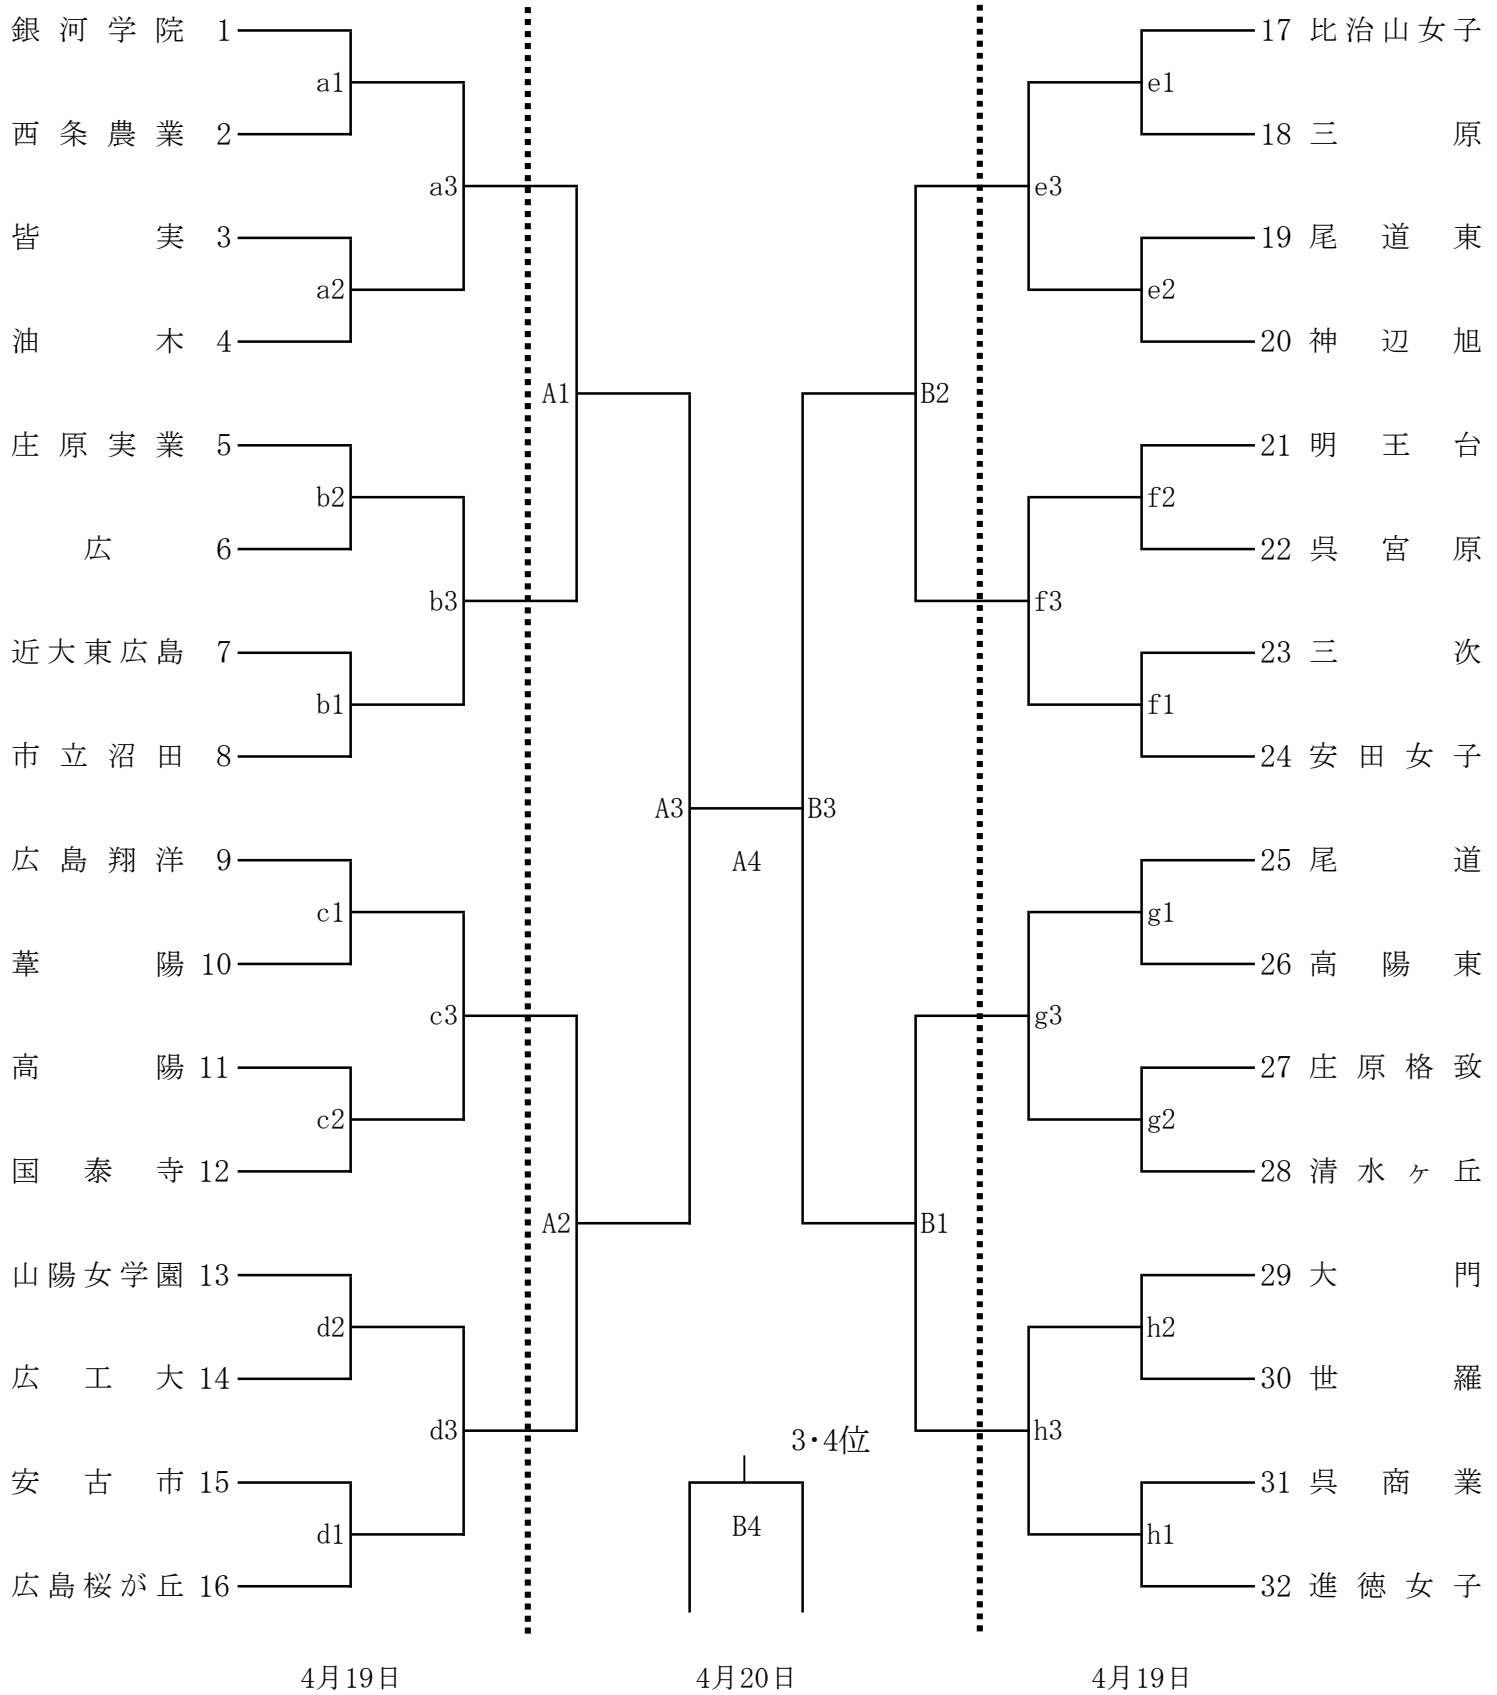 銀河学院 1
a1
西条農業 2
a3
皆実 3
a2
油木 4
A1
庄原実業 5
b2
広 6
b3
近大東広島 7
b1
市立沼田 8
A3
広島翔洋 9
c1
葦陽 10
c3
高陽 11
c2
国泰寺 12
A2
山陽女学園 13
d2
広工大 14
d3
安古市 15
d1
広島桜が丘 16
A4
3・4位
B4
17 比治山女子
e1
18 三原
e3
19 尾道東
e2
20 神辺旭
B2
21 明王台
f2
22 呉宮原
f3
23 三次
f1
24 安田女子
B3
25 尾道
g1
26 高陽東
g3
27 庄原格致
g2
28 清水ヶ丘
B1
29 大門
h2
30 世羅
h3
31 呉商業
h1
32 進徳女子
4月19日
4月20日
4月19日